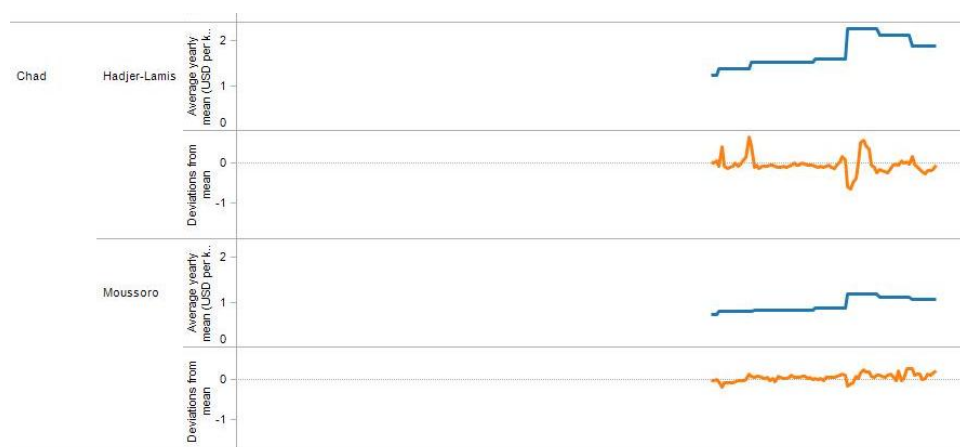 Chad
Hadjer-Lamis
Average yearly
mean (USD per k..
2
1
0
Deviations from
mean
0
-1
Moussoro
Average yearly
mean (USD per k..
2
1
0
Deviations from
mean
0
-1